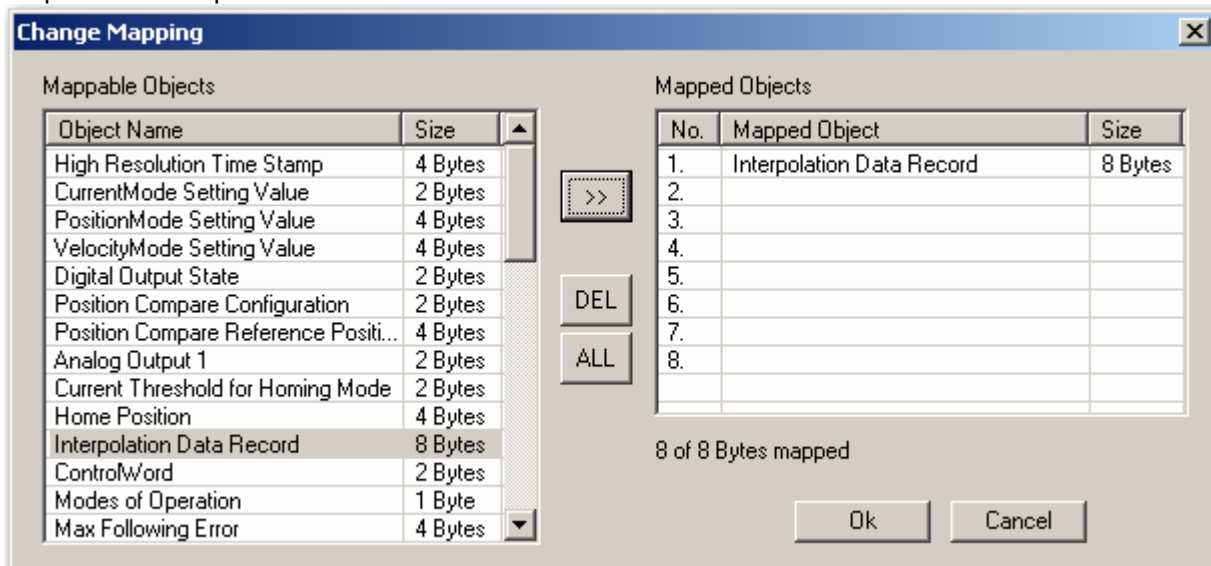 Change Mapping
Mappable Objects
Object Name Size
High Resolution Time Stamp 4 Bytes
CurrentMode Setting Value 2 Bytes
PositionMode Setting Value 4 Bytes
VelocityMode Setting Value 4 Bytes
Digital Output State 2 Bytes
Position Compare Configuration 2 Bytes
Position Compare Reference Positi... 4 Bytes
Analog Output 1 2 Bytes
Current Threshold for Homing Mode 2 Bytes
Home Position 4 Bytes
Interpolation Data Record 8 Bytes
ControlWord 2 Bytes
Modes of Operation 1 Byte
Max Following Error 4 Bytes
>>
DEL
ALL
Mapped Objects
No. Mapped Object Size
1. Interpolation Data Record 8 Bytes
2.
3.
4.
5.
6.
7.
8.
8 of 8 Bytes mapped
Ok Cancel